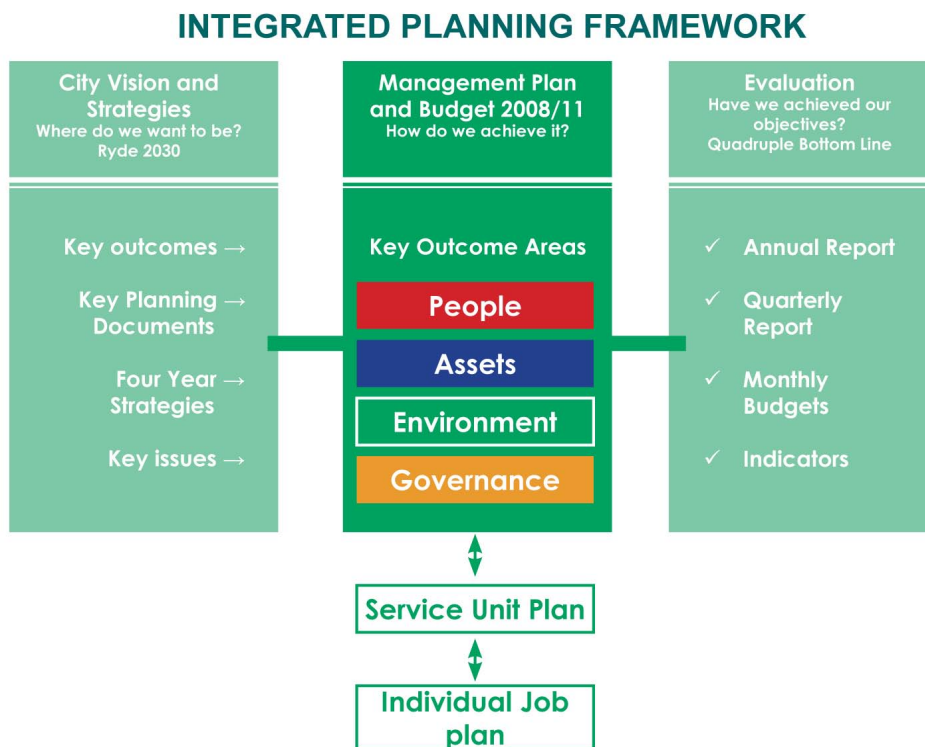 INTEGRATED PLANNING FRAMEWORK
City Vision and
Strategies
Where do we want to be?
Ryde 2030
Key outcomes →
Key Planning →
Documents
Four Year →
Strategies
Key issues →
Management Plan
and Budget 2008/11
How do we achieve it?
Key Outcome Areas
People
Assets
Environment
Governance
Evaluation
Have we achieved our
objectives?
Quadruple Bottom Line
✓ Annual Report
✓ Quarterly
Report
✓ Monthly
Budgets
✓ Indicators
Service Unit Plan
Individual Job
plan